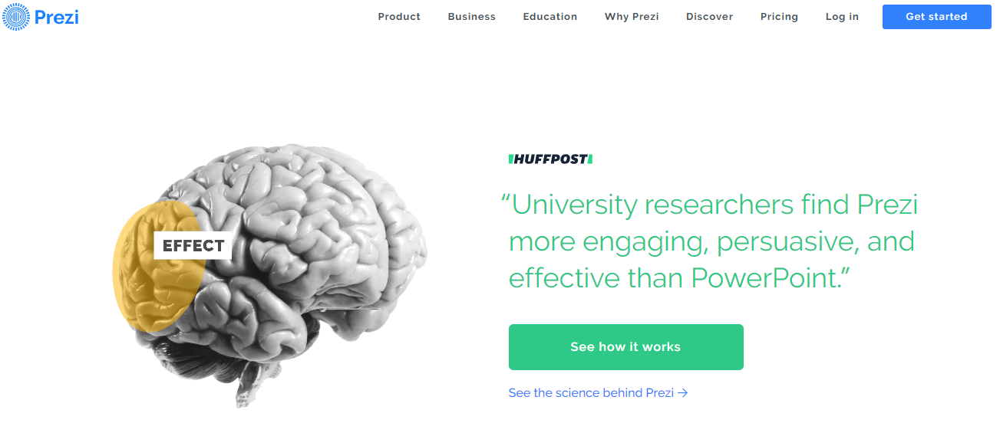 Prezi
Product Business Education Why Prezi Discover Pricing Log in Get started
HUFFPOST
“University researchers find Prezi
more engaging, persuasive, and
effective than PowerPoint.”
EFFECT
See how it works
See the science behind Prezi →